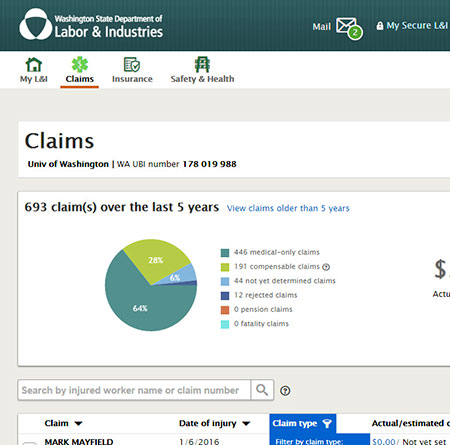 Washington State Department of
Labor & Industries
Mail 2 My Secure L&I
My L&I Claims Insurance Safety & Health
Claims
Univ of Washington | WA UBI number 178 019 988
693 claim(s) over the last 5 years View claims older than 5 years
28%
6%
64%
446 medical-only claims
191 compensable claims ?
44 not yet determined claims
12 rejected claims
0 pension claims
0 fatality claims
$
Actu
Search by injured worker name or claim number ?
Claim Date of injury Claim type Actual/estimated c
MARK MAYFIELD 1/6/2016 Filter by claim type: $0.00/ Not yet set